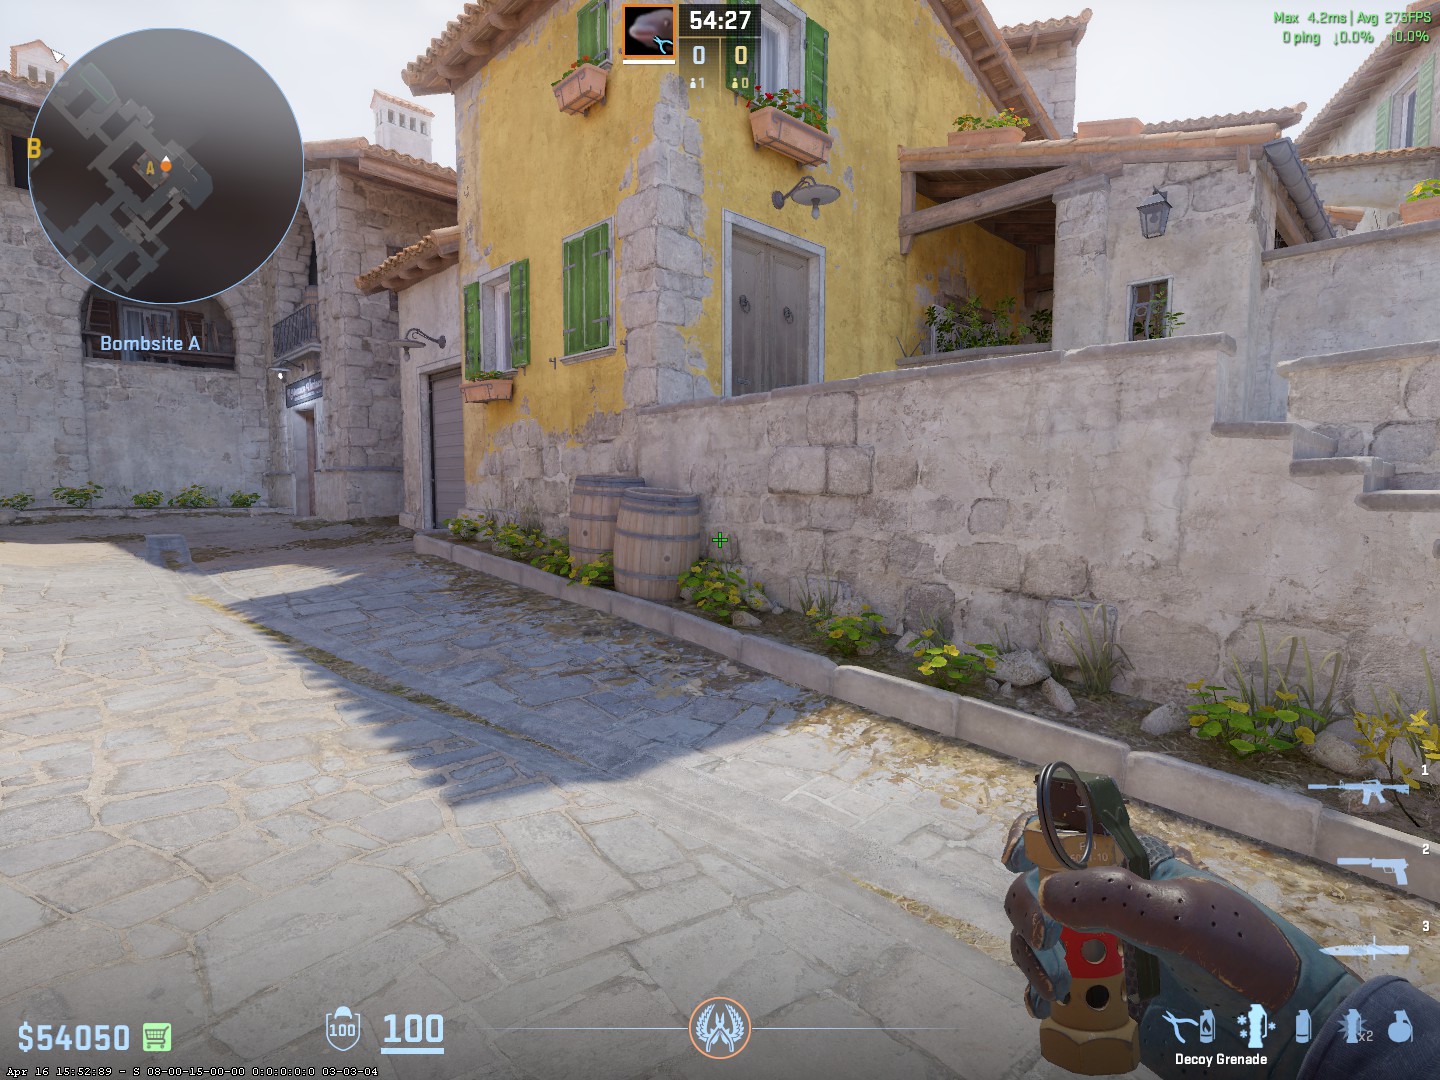 54:27
0 0
1 0
Max 4.2ms | Avg 275FPS
0 ping ↓0.0% ↑0.0%
B
A
Bombsite A
1
2
3
x2
Decoy Grenade
$54050
100
100
Apr 16 15:52:89 - S 08-00-15-00-00 0:0:0:0:0 03-03-04